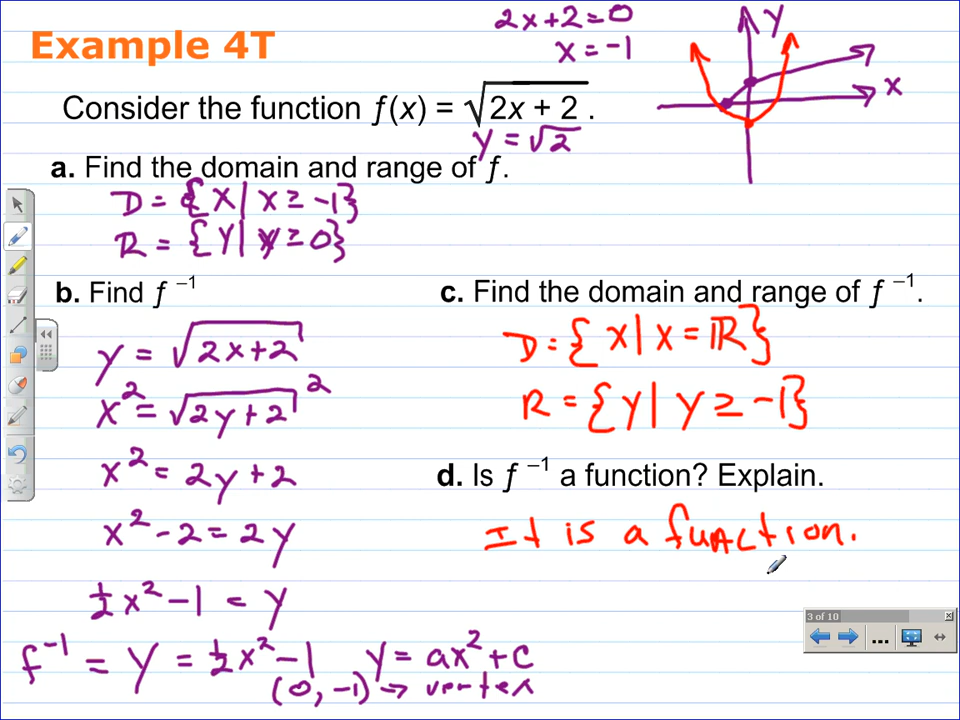 2x+2=0
Example 4T
x = -1
Y
X
Consider the function ƒ(x) = √2x + 2 .
y = √2
a. Find the domain and range of ƒ.
D = {X | X ≥ -1}
R = {Y | y ≥ 0}
b. Find ƒ ⁻¹
y = √2x+2
x² = √2y+2²
x² = 2y+2
x² - 2 = 2y
½x² - 1 = y
f⁻¹ = y = ½x² - 1 y = ax² + c
(0, -1) → vertex
c. Find the domain and range of ƒ ⁻¹.
D = {X | X = ℝ}
R = {Y | Y ≥ -1}
d. Is ƒ ⁻¹ a function? Explain.
It is a function.
3 of 10
...